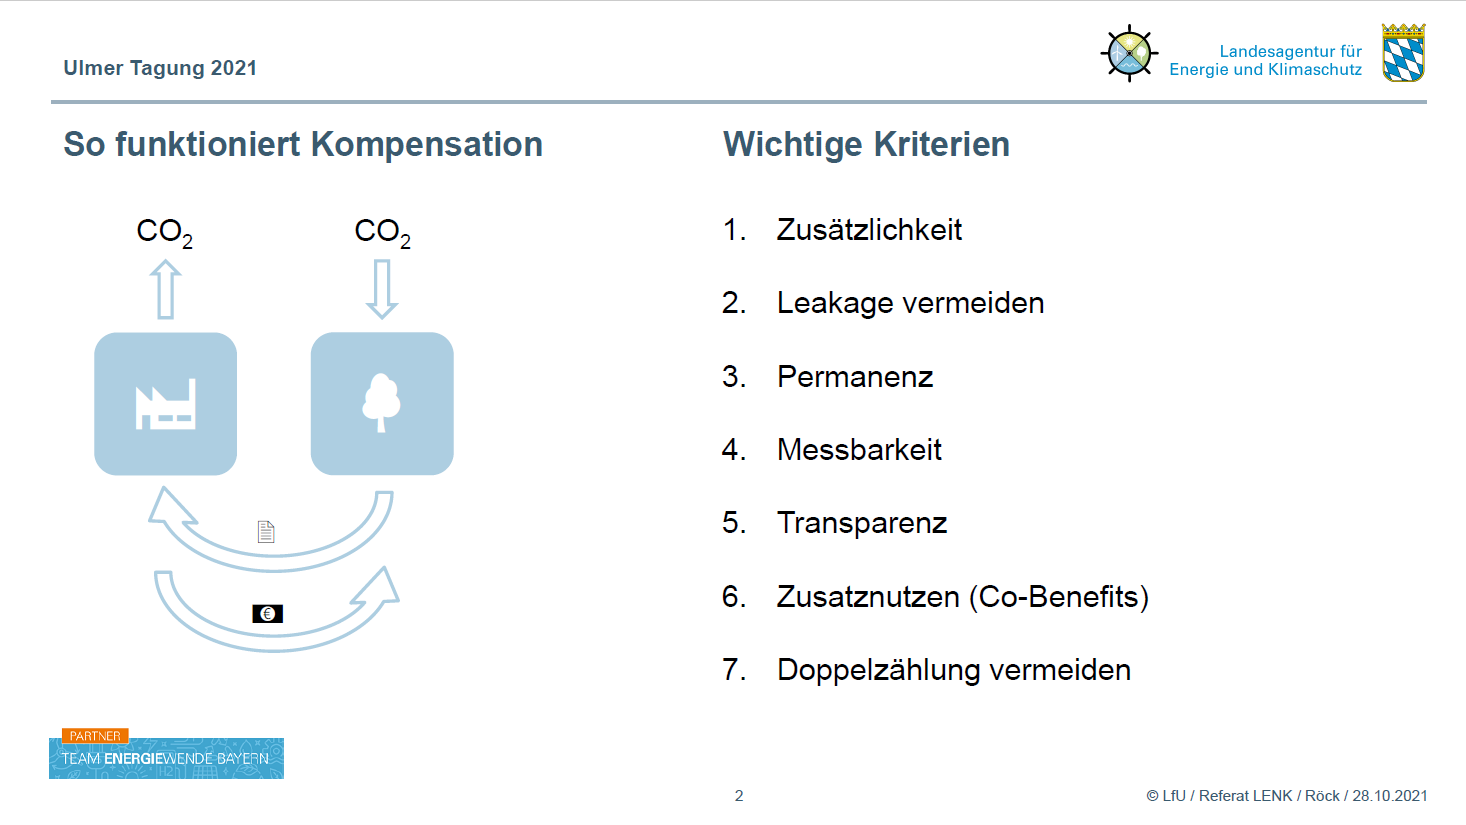 Ulmer Tagung 2021
Landesagentur für
Energie und Klimaschutz
So funktioniert Kompensation
CO₂ CO₂
€
Wichtige Kriterien
1. Zusätzlichkeit
2. Leakage vermeiden
3. Permanenz
4. Messbarkeit
5. Transparenz
6. Zusatznutzen (Co-Benefits)
7. Doppelzählung vermeiden
PARTNER
TEAM ENERGIEWENDE BAYERN
2
© LfU / Referat LENK / Röck / 28.10.2021